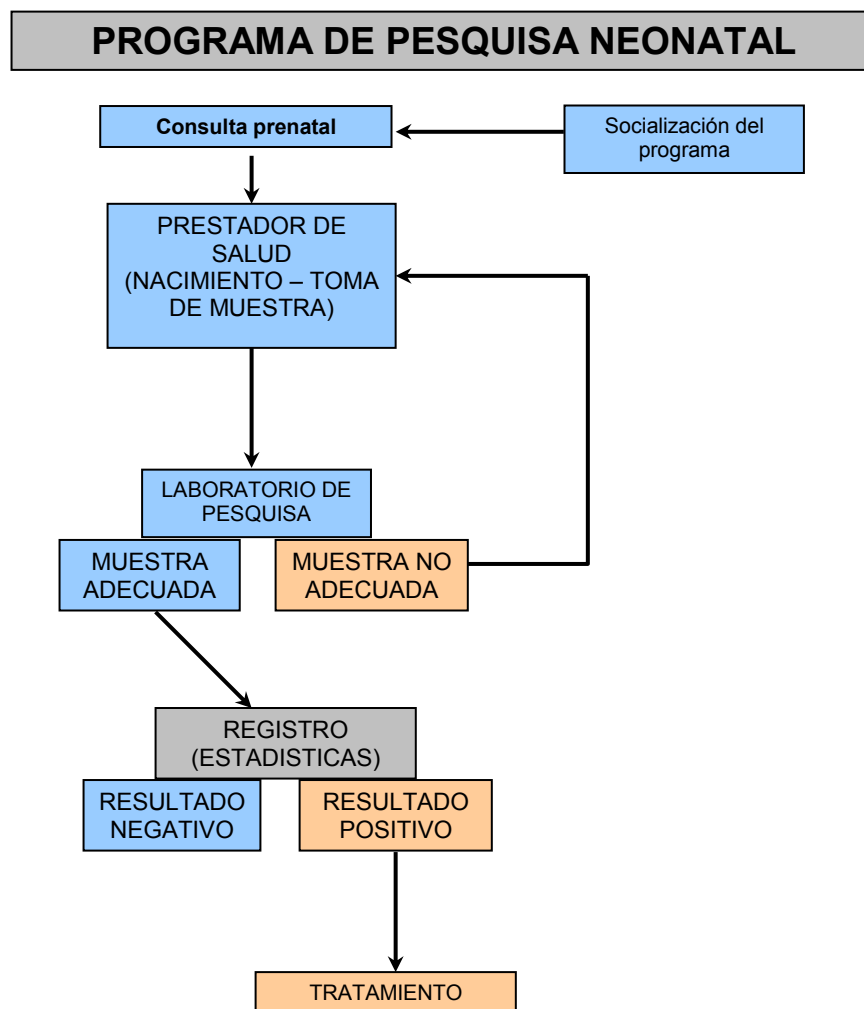 PROGRAMA DE PESQUISA NEONATAL
Consulta prenatal
Socialización del
programa
PRESTADOR DE
SALUD
(NACIMIENTO – TOMA
DE MUESTRA)
LABORATORIO DE
PESQUISA
MUESTRA
ADECUADA
MUESTRA NO
ADECUADA
REGISTRO
(ESTADISTICAS)
RESULTADO
NEGATIVO
RESULTADO
POSITIVO
TRATAMIENTO